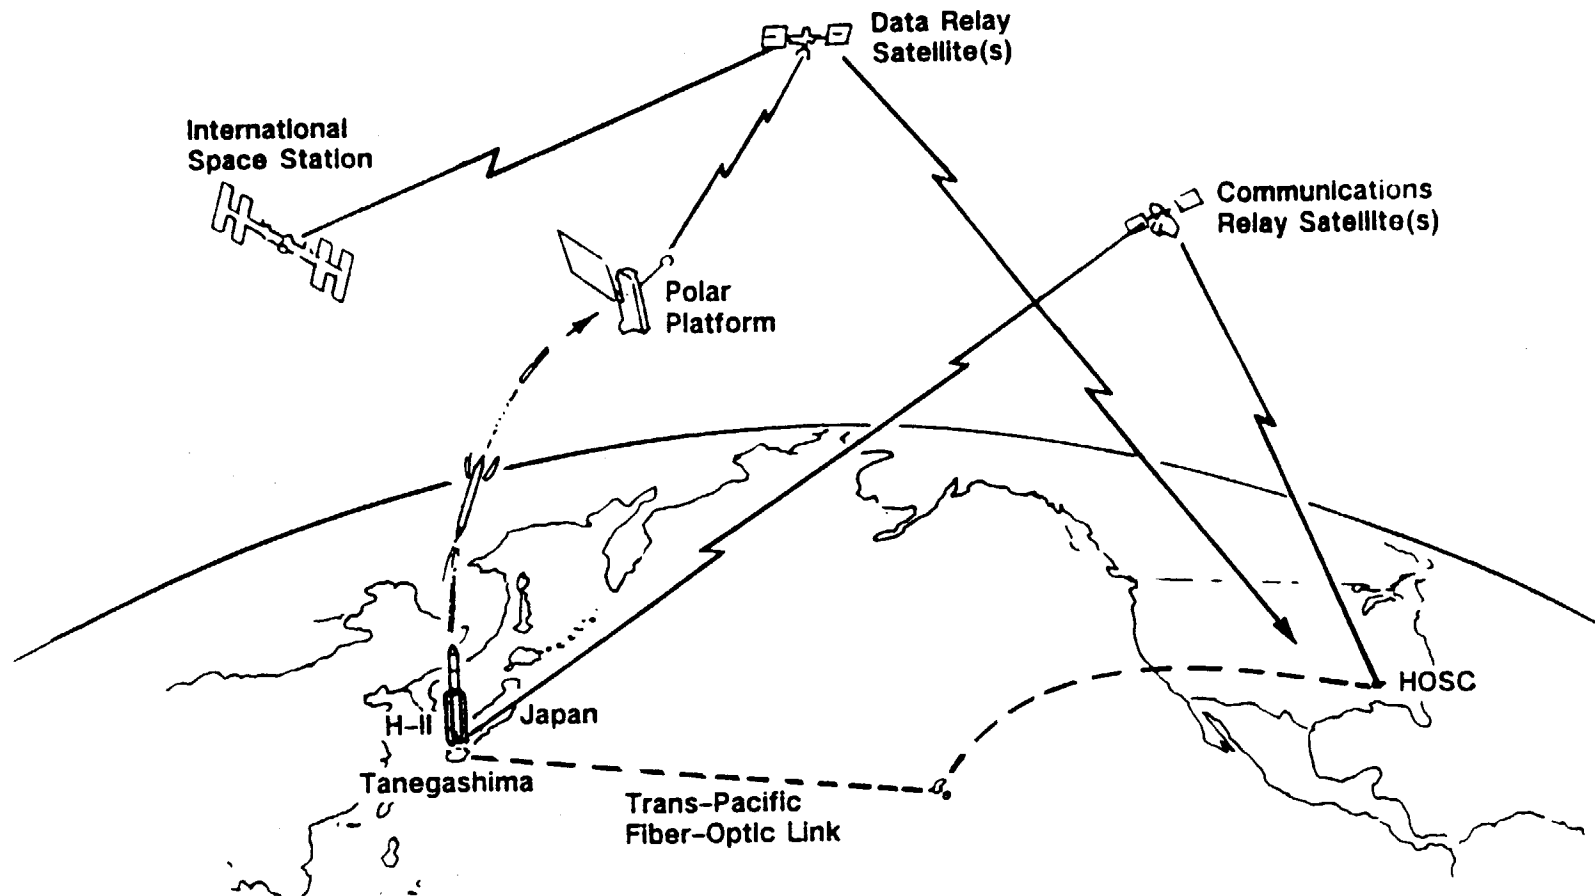 Data Relay
Satellite(s)
International
Space Station
Communications
Relay Satellite(s)
Polar
Platform
HOSC
H-II
Japan
Tanegashima
Trans-Pacific
Fiber-Optic Link